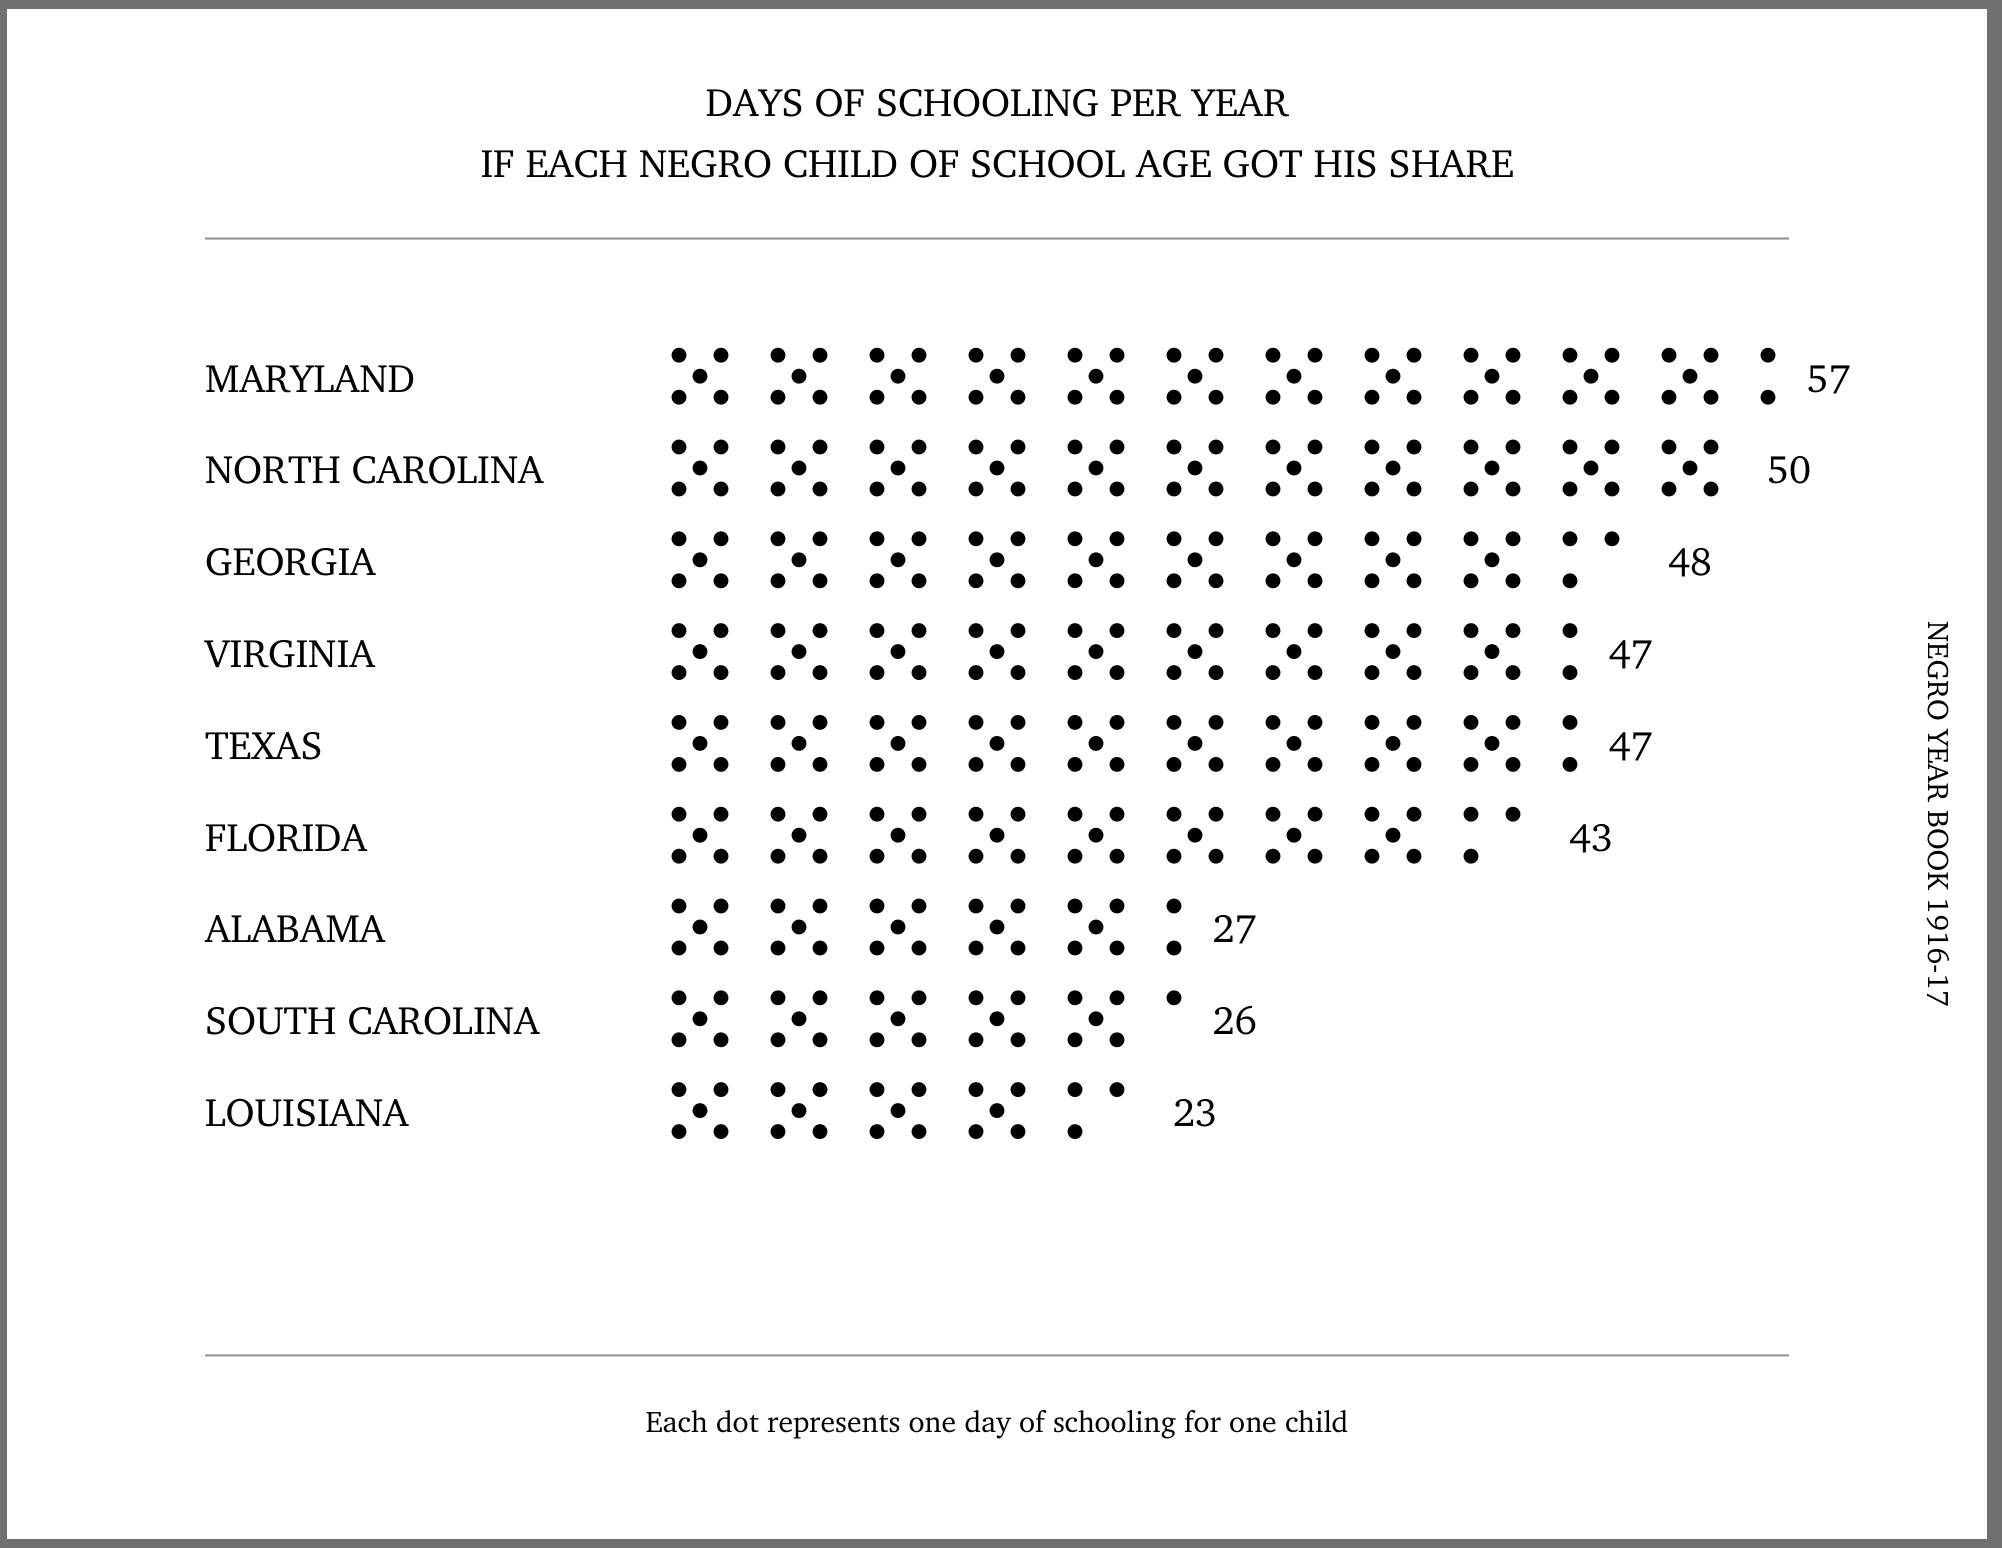 DAYS OF SCHOOLING PER YEAR
IF EACH NEGRO CHILD OF SCHOOL AGE GOT HIS SHARE
MARYLAND 57
NORTH CAROLINA 50
GEORGIA 48
VIRGINIA 47
TEXAS 47
FLORIDA 43
ALABAMA 27
SOUTH CAROLINA 26
LOUISIANA 23
NEGRO YEAR BOOK 1916-17
Each dot represents one day of schooling for one child